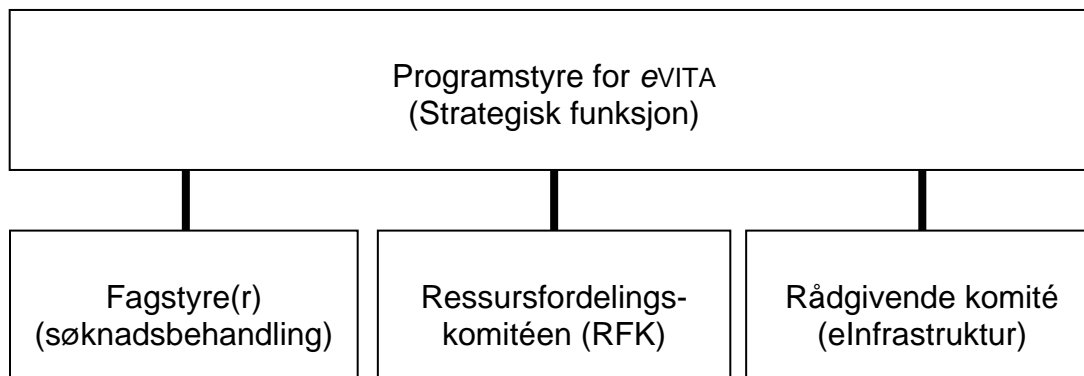 Programstyre for eVITA
(Strategisk funksjon)
Fagstyre(r)
(søknadsbehandling)
Ressursfordelings-
komitéen (RFK)
Rådgivende komité
(eInfrastruktur)